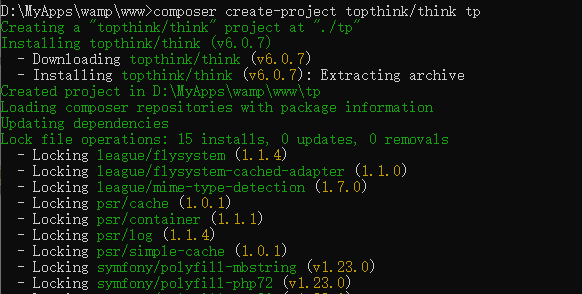 D:\MyApps\wamp\www>composer create-project topthink/think tp
Creating a "topthink/think" project at "./tp"
Installing topthink/think (v6.0.7)
  - Downloading topthink/think (v6.0.7)
  - Installing topthink/think (v6.0.7): Extracting archive
Created project in D:\MyApps\wamp\www\tp
Loading composer repositories with package information
Updating dependencies
Lock file operations: 15 installs, 0 updates, 0 removals
  - Locking league/flysystem (1.1.4)
  - Locking league/flysystem-cached-adapter (1.1.0)
  - Locking league/mime-type-detection (1.7.0)
  - Locking psr/cache (1.0.1)
  - Locking psr/container (1.1.1)
  - Locking psr/log (1.1.4)
  - Locking psr/simple-cache (1.0.1)
  - Locking symfony/polyfill-mbstring (v1.23.0)
  - Locking symfony/polyfill-php72 (v1.23.0)